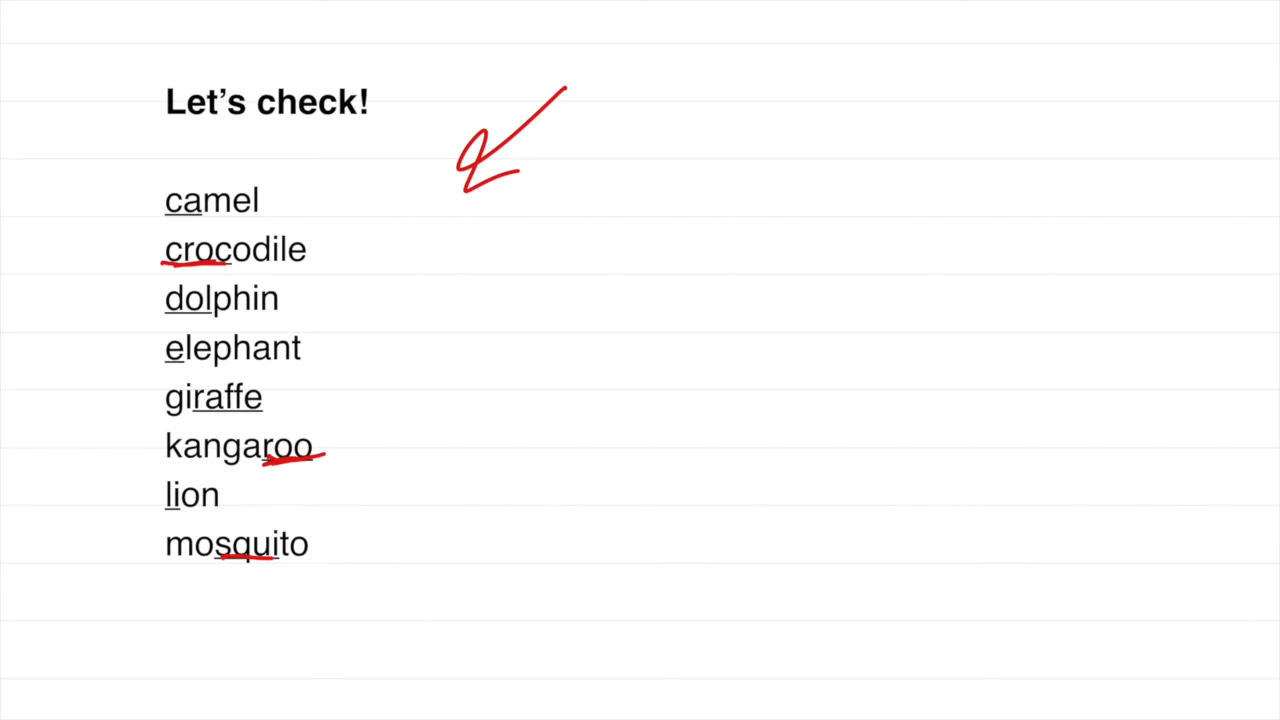 Let’s check!
camel
crocodile
dolphin
elephant
giraffe
kangaroo
lion
mosquito